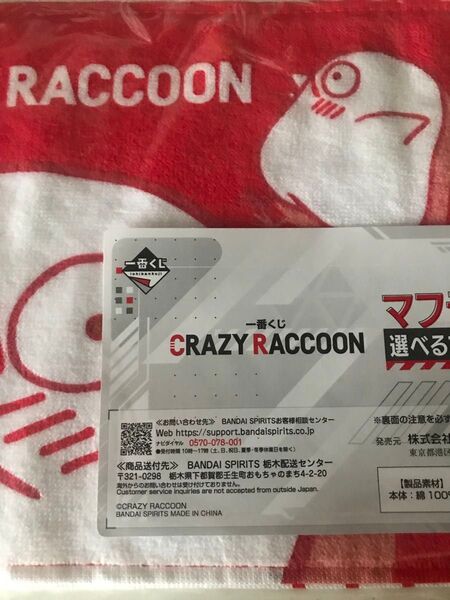 RACCOON
一番くじ
ichibankuji
一番くじ
CRAZY RACCOON
マフ
選べる
≪お問い合わせ先≫ BANDAI SPIRITSお客様相談センター
Web https://support.bandaispirits.co.jp
ナビダイヤル 0570-078-001
●受付時間 10時～17時(土、日、祝日、夏季・冬季休業日を除く)
≪商品送付先≫ BANDAI SPIRITS 栃木配送センター
〒321-0298 栃木県下都賀郡壬生町おもちゃのまち4-2-20
海外からのお問い合わせは受け付けておりません。
Customer service inquiries are not accepted from outside Japan.
©CRAZY RACCOON
BANDAI SPIRITS MADE IN CHINA
※裏面の注意を必ず
発売元 株式会社
東京都港区
【製品素材】
本体：綿100%